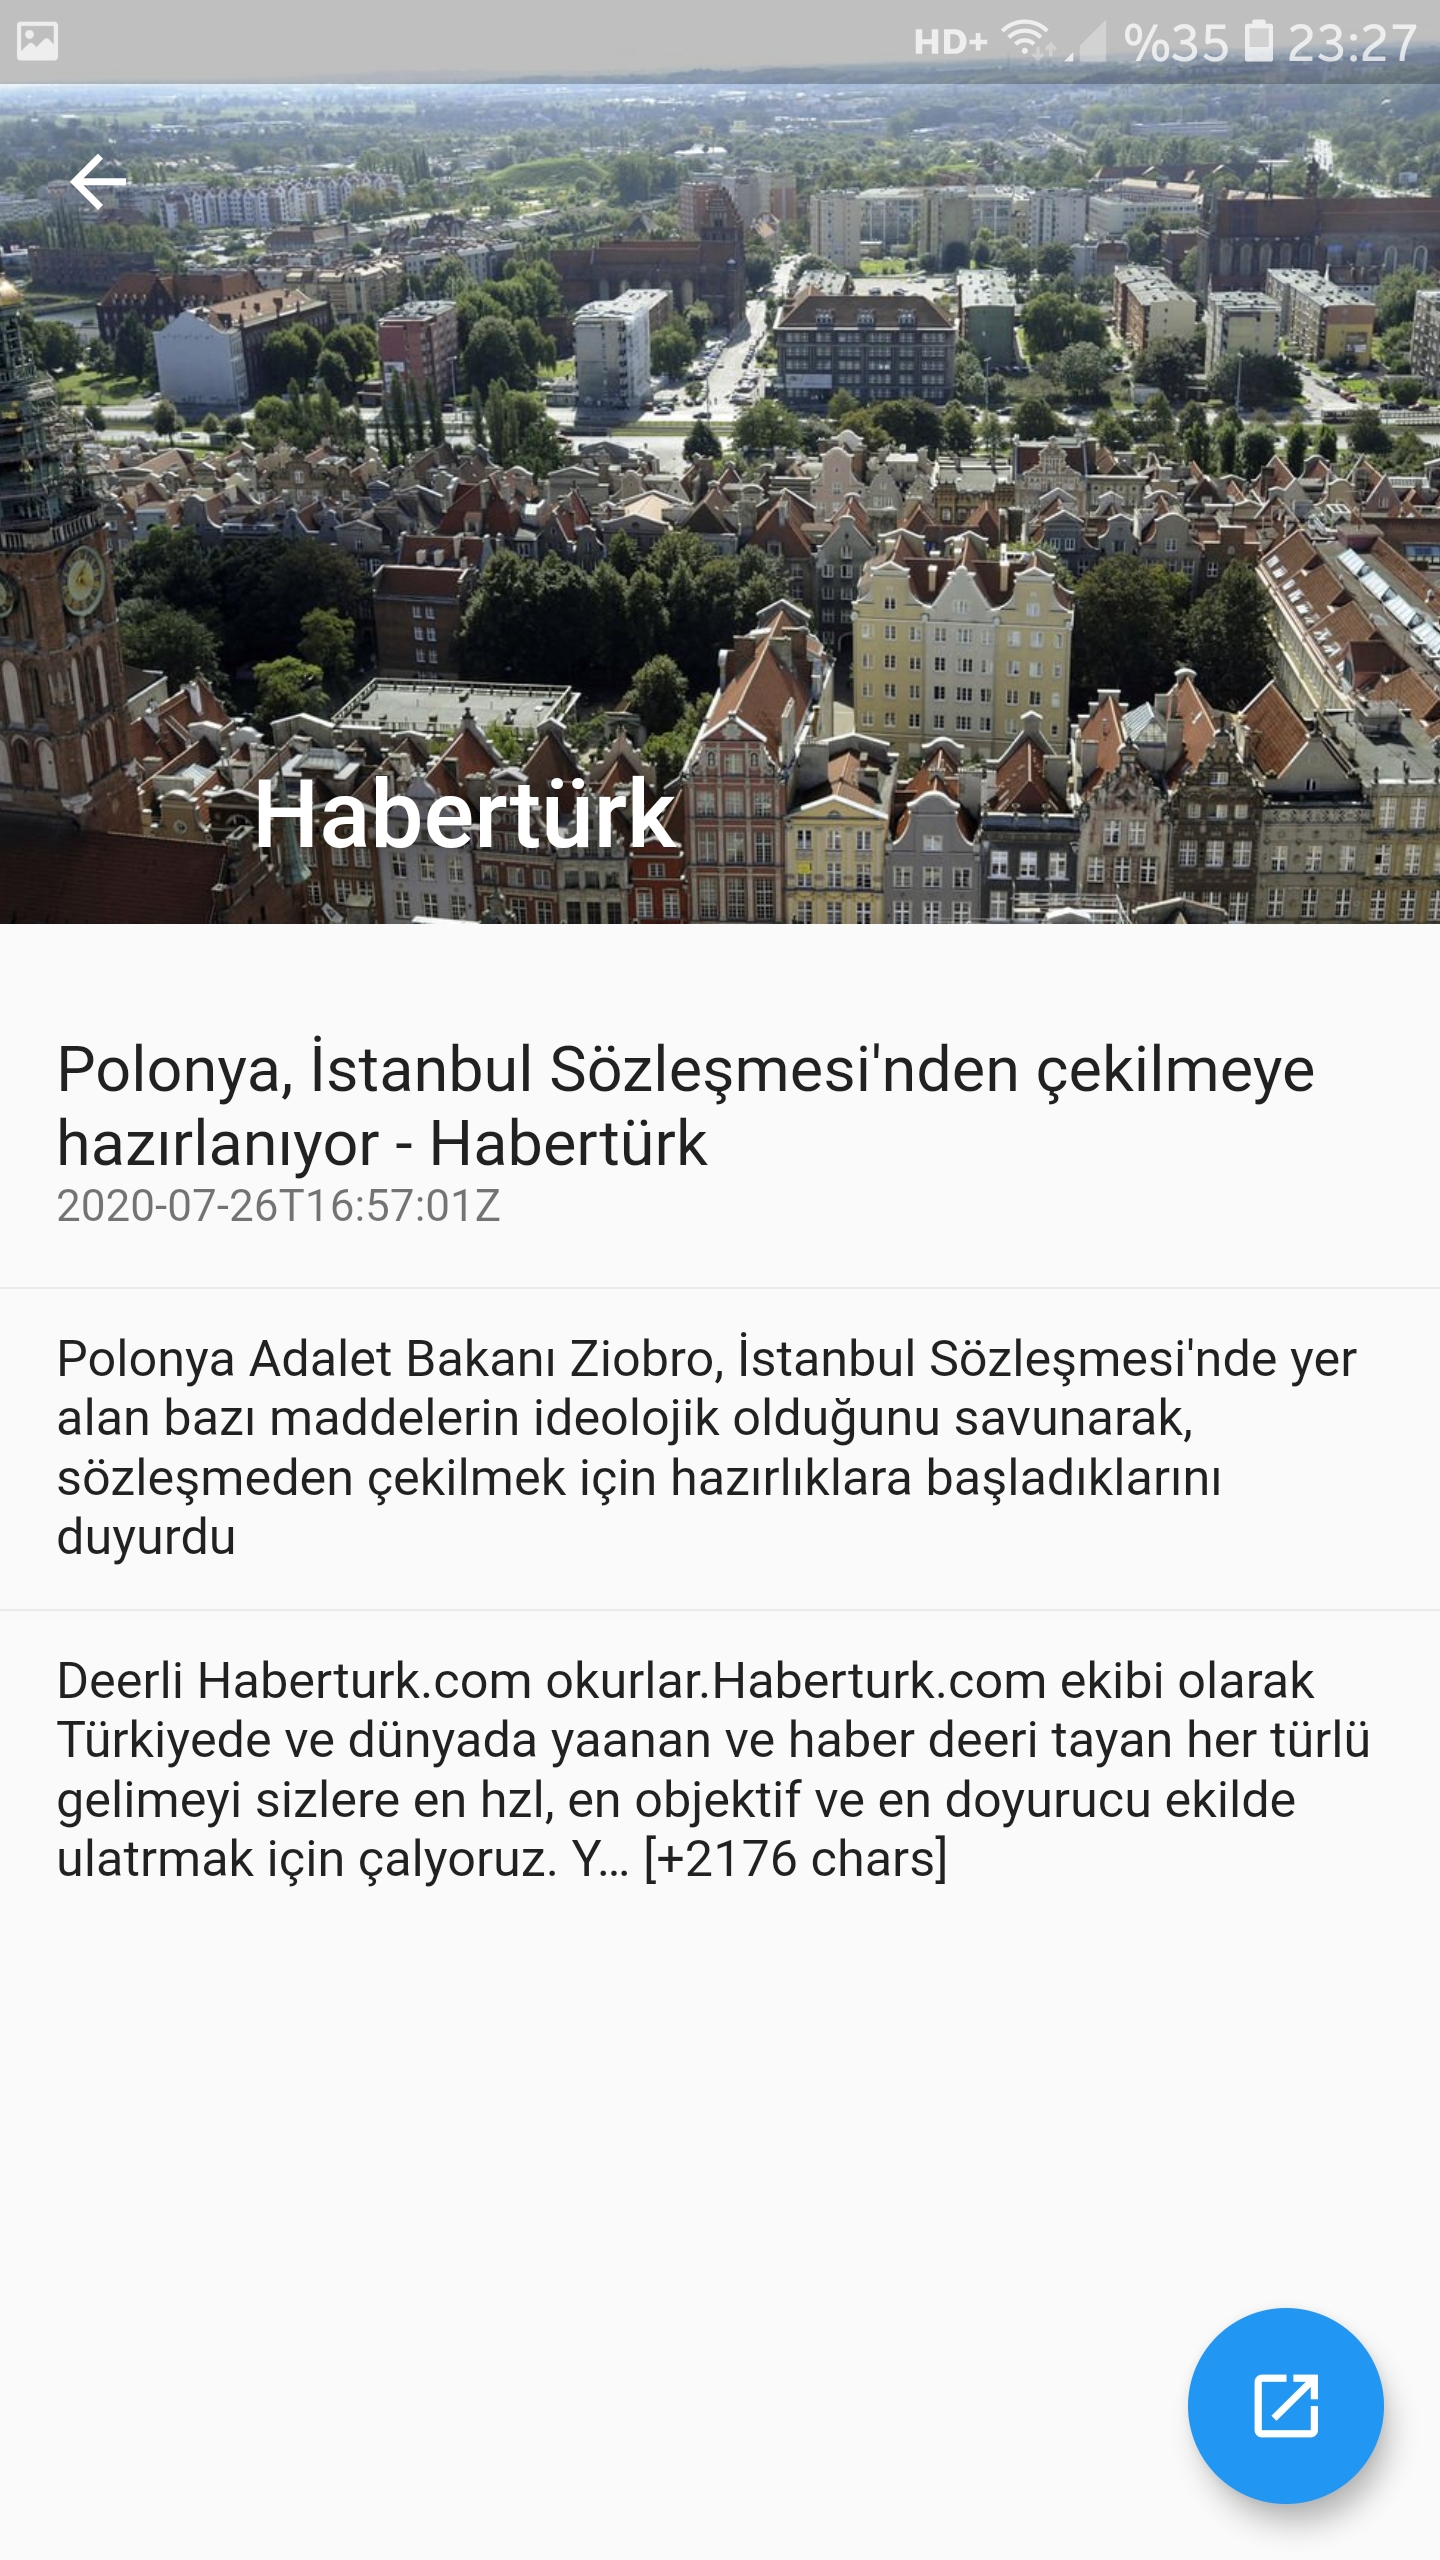 HD+ %35 23:27
Habertürk
Polonya, İstanbul Sözleşmesi'nden çekilmeye
hazırlanıyor - Habertürk
2020-07-26T16:57:01Z
Polonya Adalet Bakanı Ziobro, İstanbul Sözleşmesi'nde yer
alan bazı maddelerin ideolojik olduğunu savunarak,
sözleşmeden çekilmek için hazırlıklara başladıklarını
duyurdu
Deerli Haberturk.com okurlar.Haberturk.com ekibi olarak
Türkiyede ve dünyada yaanan ve haber deeri tayan her türlü
gelimeyi sizlere en hzl, en objektif ve en doyurucu ekilde
ulatrmak için çalyoruz. Y… [+2176 chars]